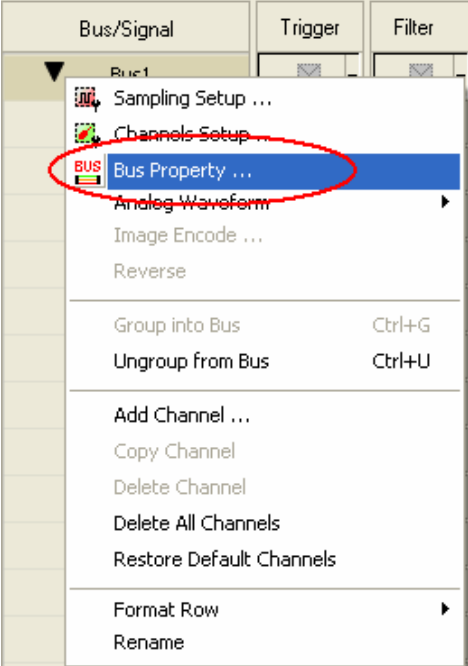 Bus/Signal Trigger Filter
Bus1
Sampling Setup ...
Channels Setup ...
BUS Bus Property ...
Analog Waveform
Image Encode ...
Reverse
Group into Bus Ctrl+G
Ungroup from Bus Ctrl+U
Add Channel ...
Copy Channel
Delete Channel
Delete All Channels
Restore Default Channels
Format Row
Rename